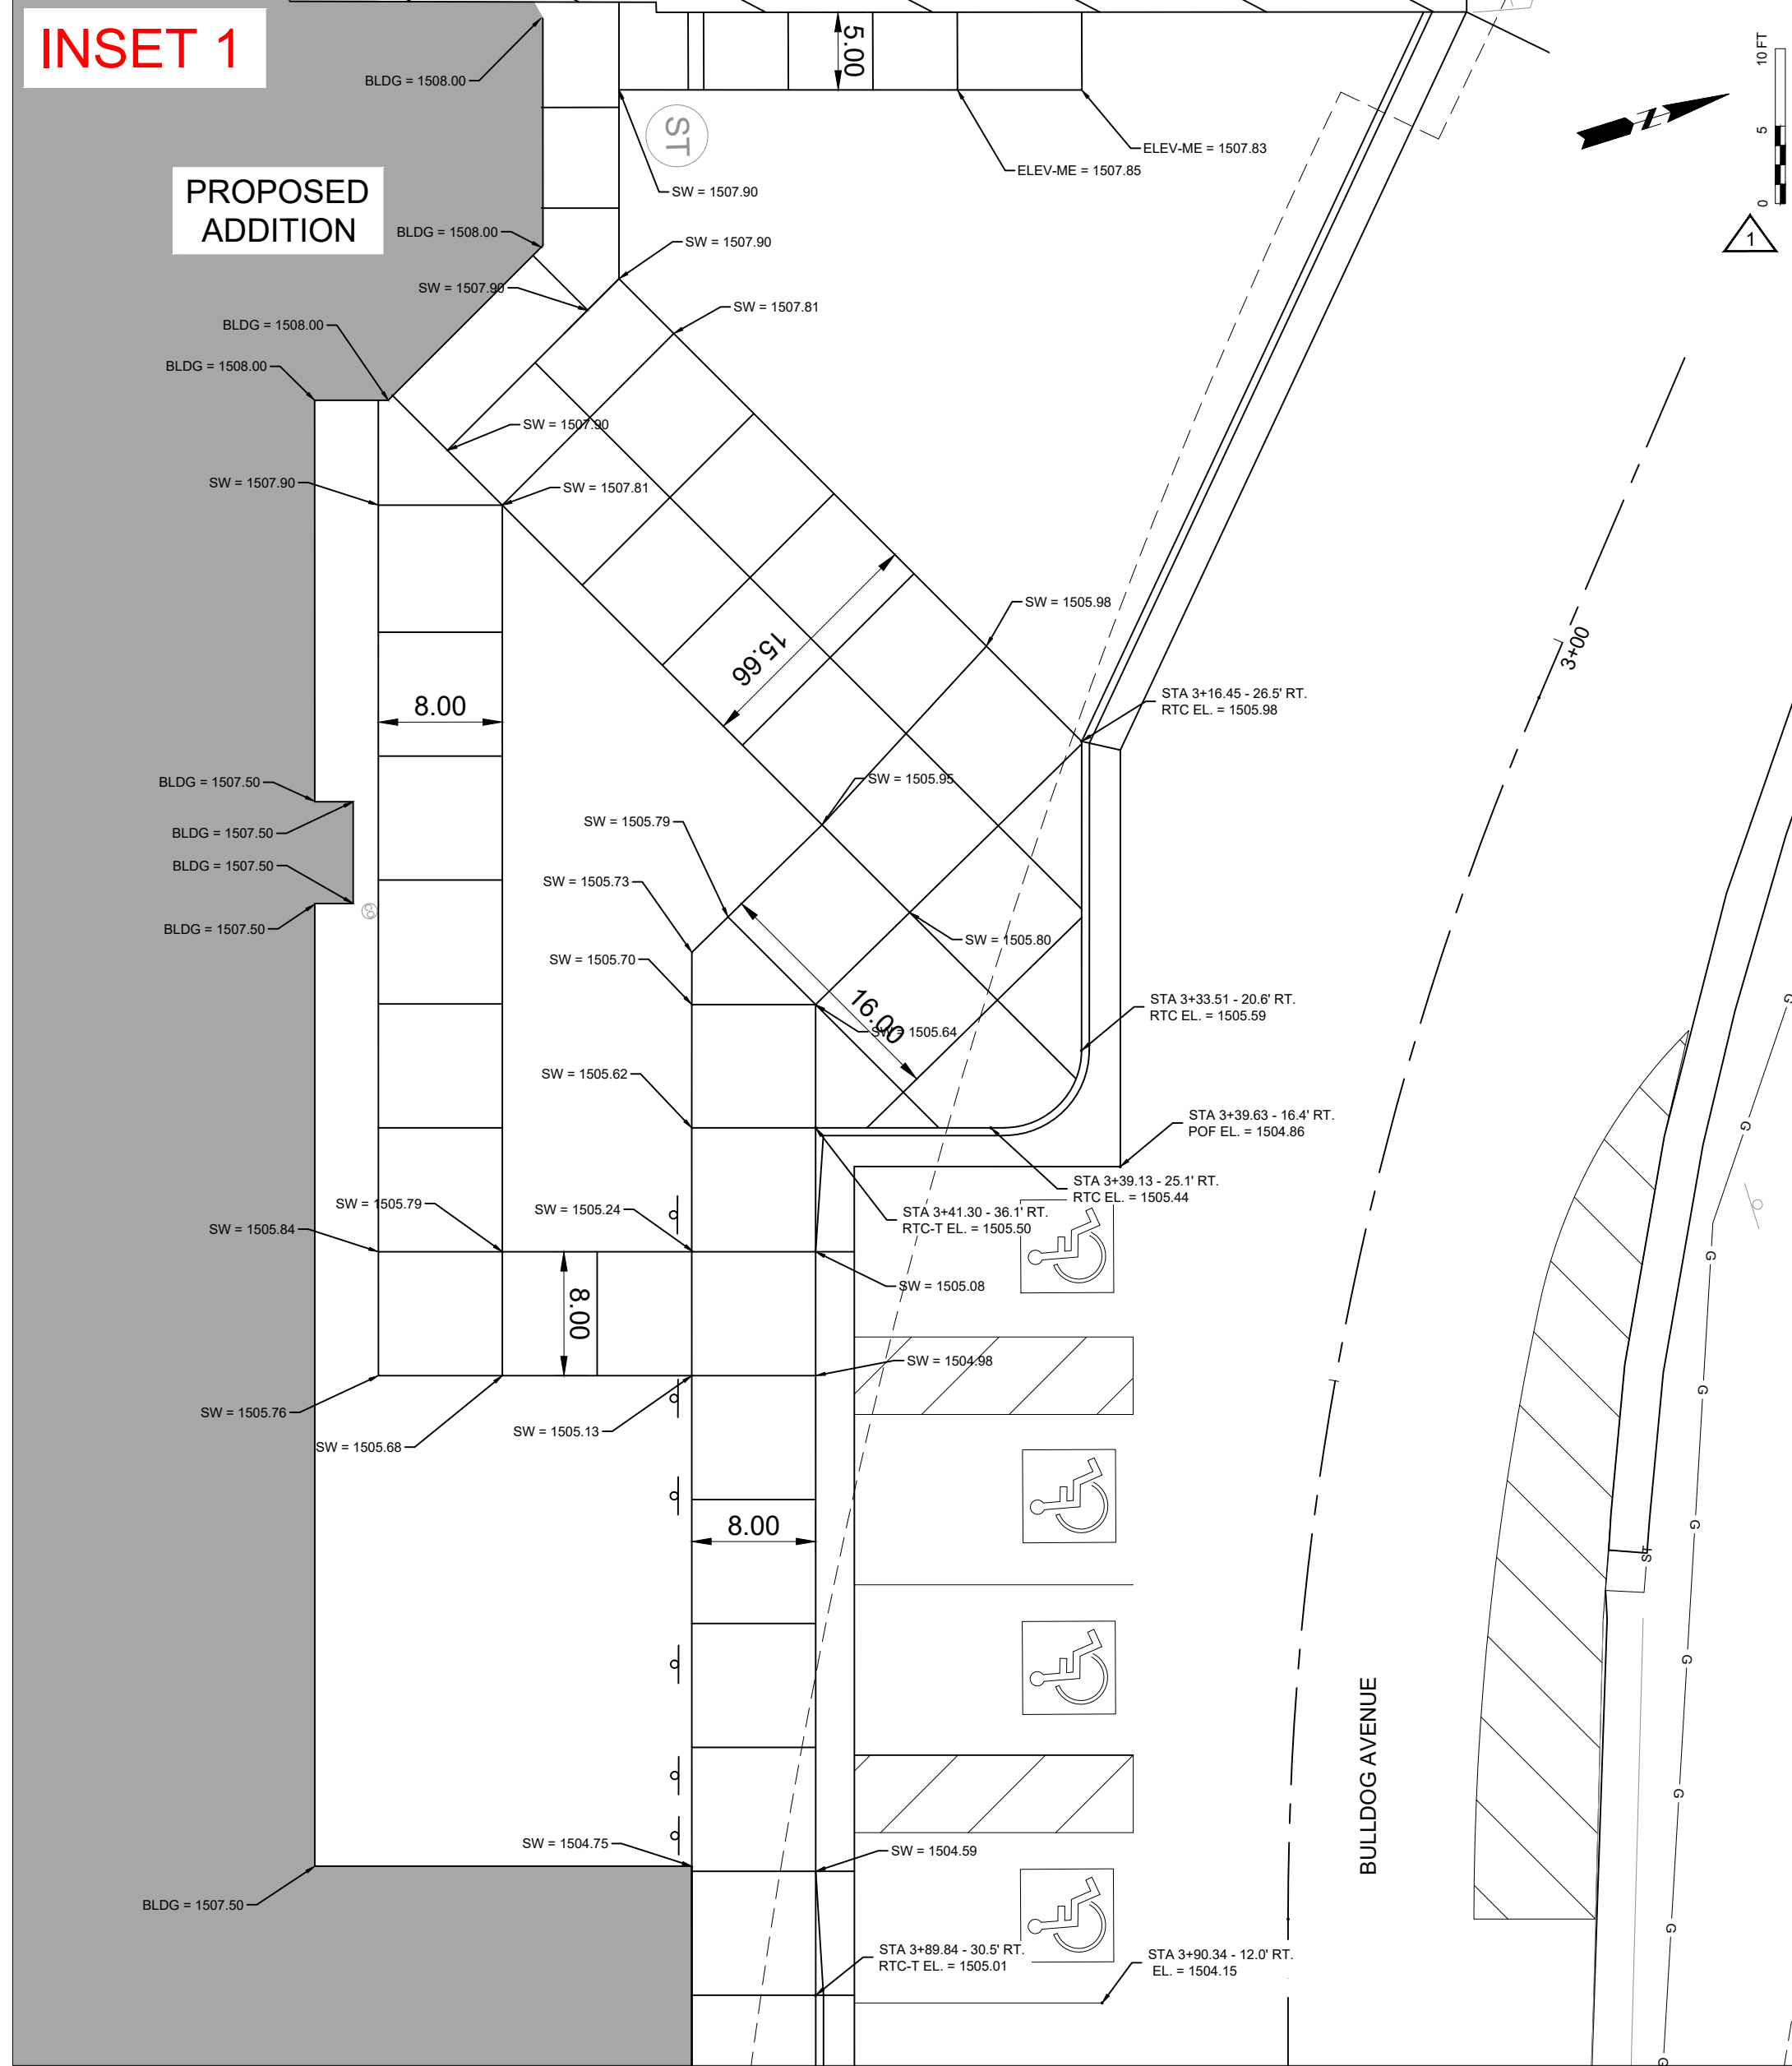 INSET 1
PROPOSED
ADDITION
BLDG = 1508.00
5.00
10 FT
5
0
1
N
ST
ELEV-ME = 1507.83
ELEV-ME = 1507.85
SW = 1507.90
BLDG = 1508.00
SW = 1507.90
SW = 1507.90
SW = 1507.81
BLDG = 1508.00
BLDG = 1508.00
SW = 1507.90
SW = 1507.90
SW = 1507.81
SW = 1505.98
15.66
3+00
8.00
STA 3+16.45 - 26.5' RT.
RTC EL. = 1505.98
BLDG = 1507.50
SW = 1505.95
BLDG = 1507.50
SW = 1505.79
BLDG = 1507.50
SW = 1505.73
BLDG = 1507.50
CO
SW = 1505.80
SW = 1505.70
STA 3+33.51 - 20.6' RT.
RTC EL. = 1505.59
16.00
SW = 1505.64
SW = 1505.62
STA 3+39.63 - 16.4' RT.
POF EL. = 1504.86
STA 3+39.13 - 25.1' RT.
RTC EL. = 1505.44
SW = 1505.79
SW = 1505.24
STA 3+41.30 - 36.1' RT.
RTC-T EL. = 1505.50
SW = 1505.84
SW = 1505.08
8.00
SW = 1504.98
SW = 1505.76
SW = 1505.13
SW = 1505.68
8.00
ST
BULLDOG AVENUE
SW = 1504.75
SW = 1504.59
BLDG = 1507.50
STA 3+89.84 - 30.5' RT.
RTC-T EL. = 1505.01
STA 3+90.34 - 12.0' RT.
EL. = 1504.15
G
G
G
G
G
G
G
G
G